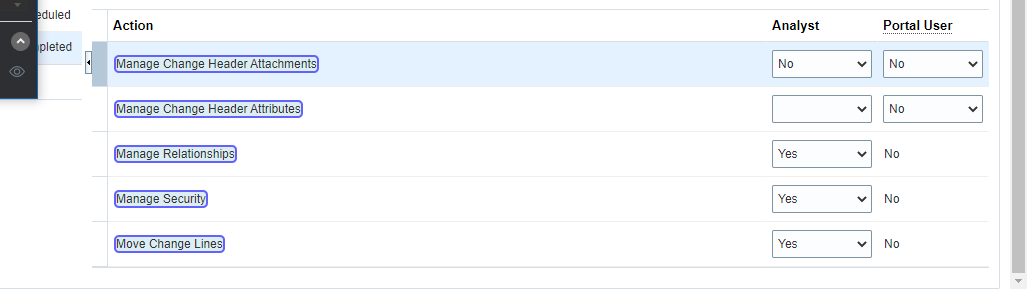 eduled
pleted
Action Analyst Portal User
Manage Change Header Attachments No No
Manage Change Header Attributes No
Manage Relationships Yes No
Manage Security Yes No
Move Change Lines Yes No